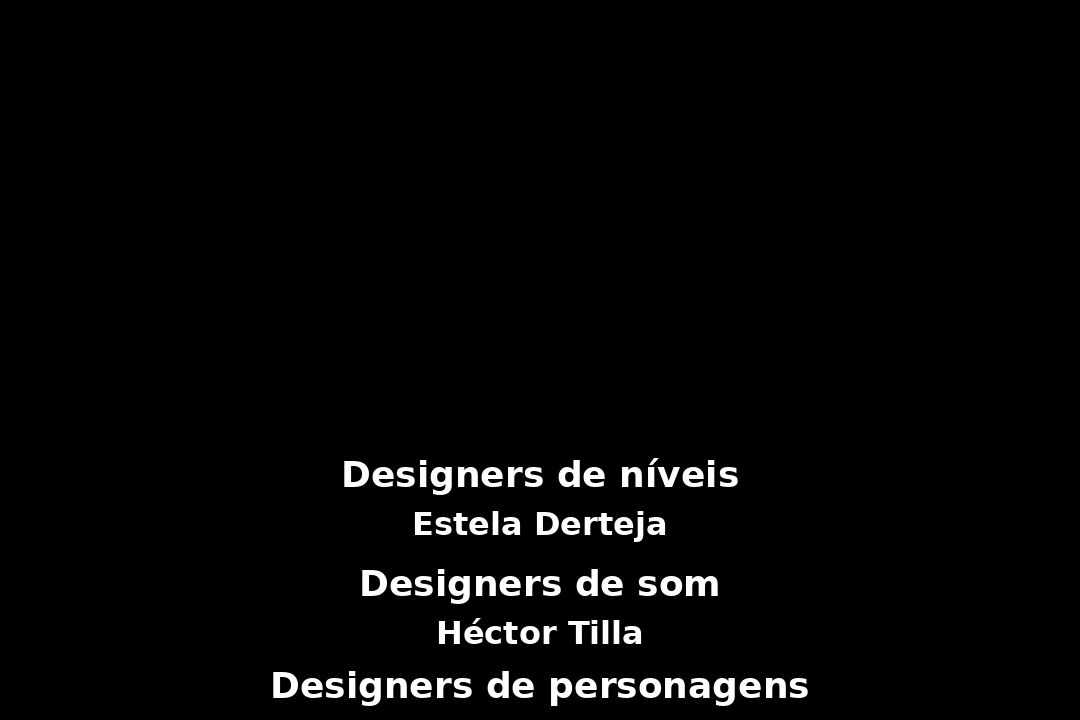 Designers de níveis
Estela Derteja
Designers de som
Héctor Tilla
Designers de personagens